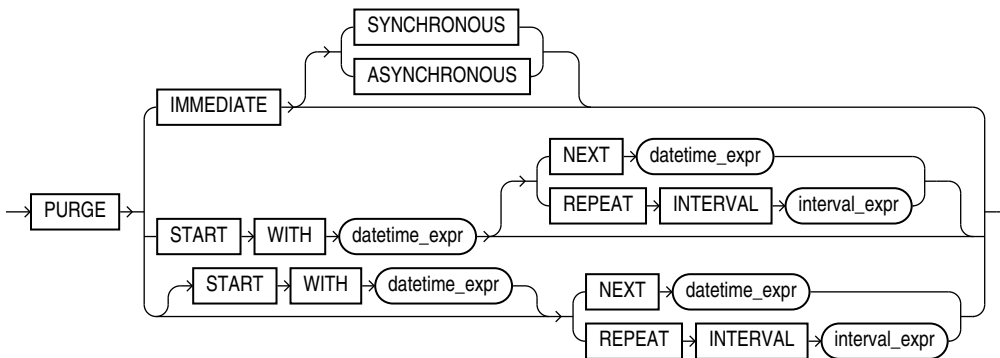 SYNCHRONOUS
ASYNCHRONOUS
IMMEDIATE
NEXT datetime_expr
REPEAT INTERVAL interval_expr
PURGE
START WITH datetime_expr
START WITH datetime_expr
NEXT datetime_expr
REPEAT INTERVAL interval_expr